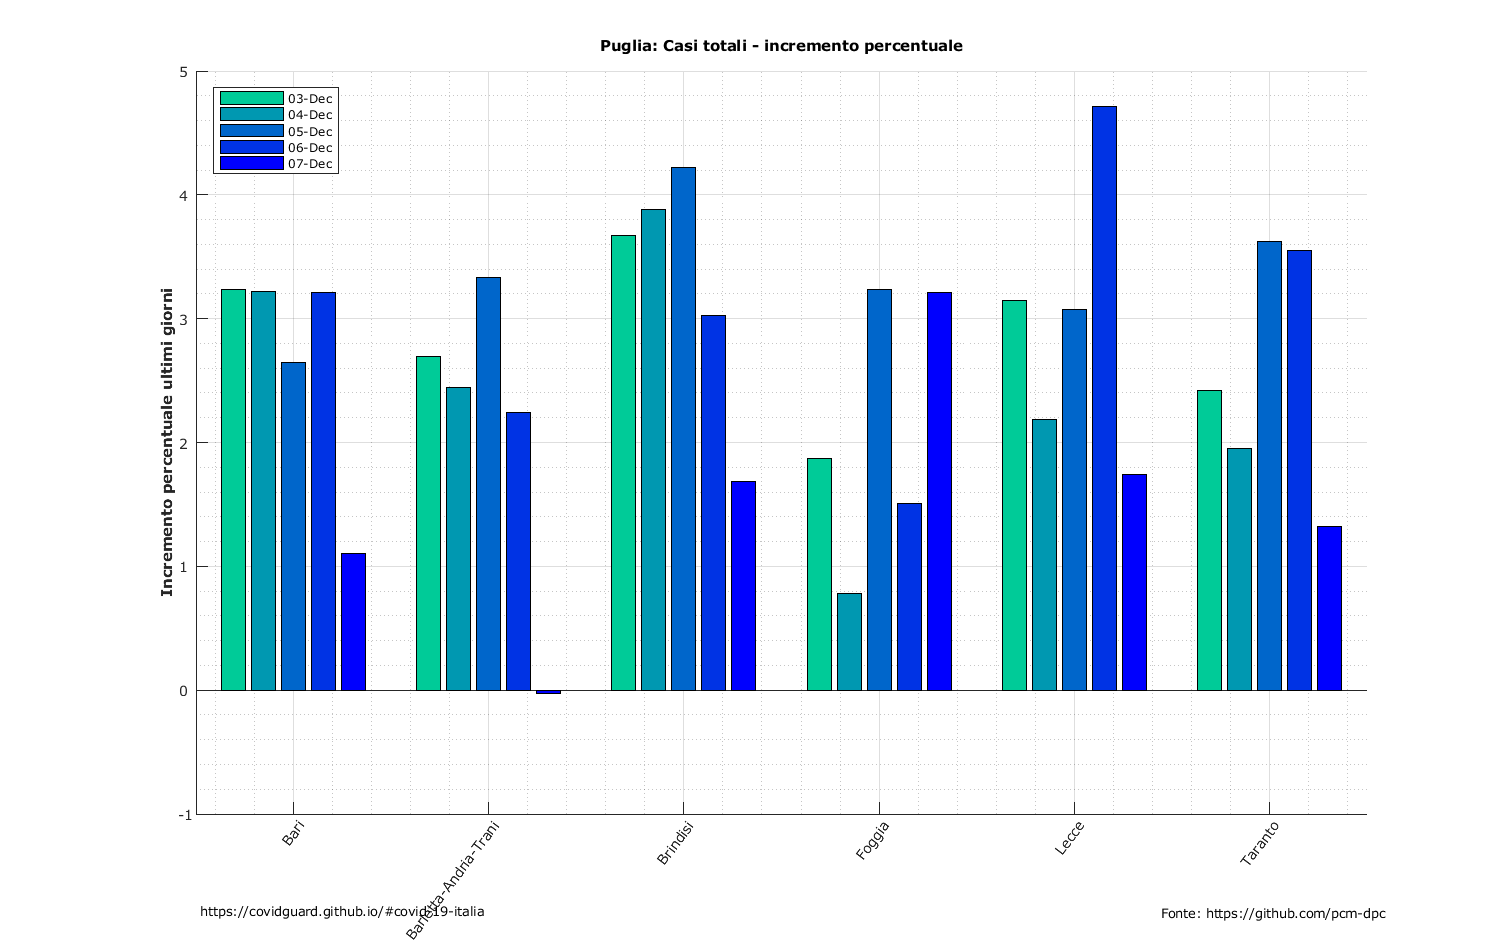 Puglia: Casi totali - incremento percentuale
5
4
3
2
1
0
-1
Incremento percentuale ultimi giorni
03-Dec
04-Dec
05-Dec
06-Dec
07-Dec
Bari
Barletta-Andria-Trani
Brindisi
Foggia
Lecce
Taranto
https://covidguard.github.io/#covid-19-italia
Fonte: https://github.com/pcm-dpc